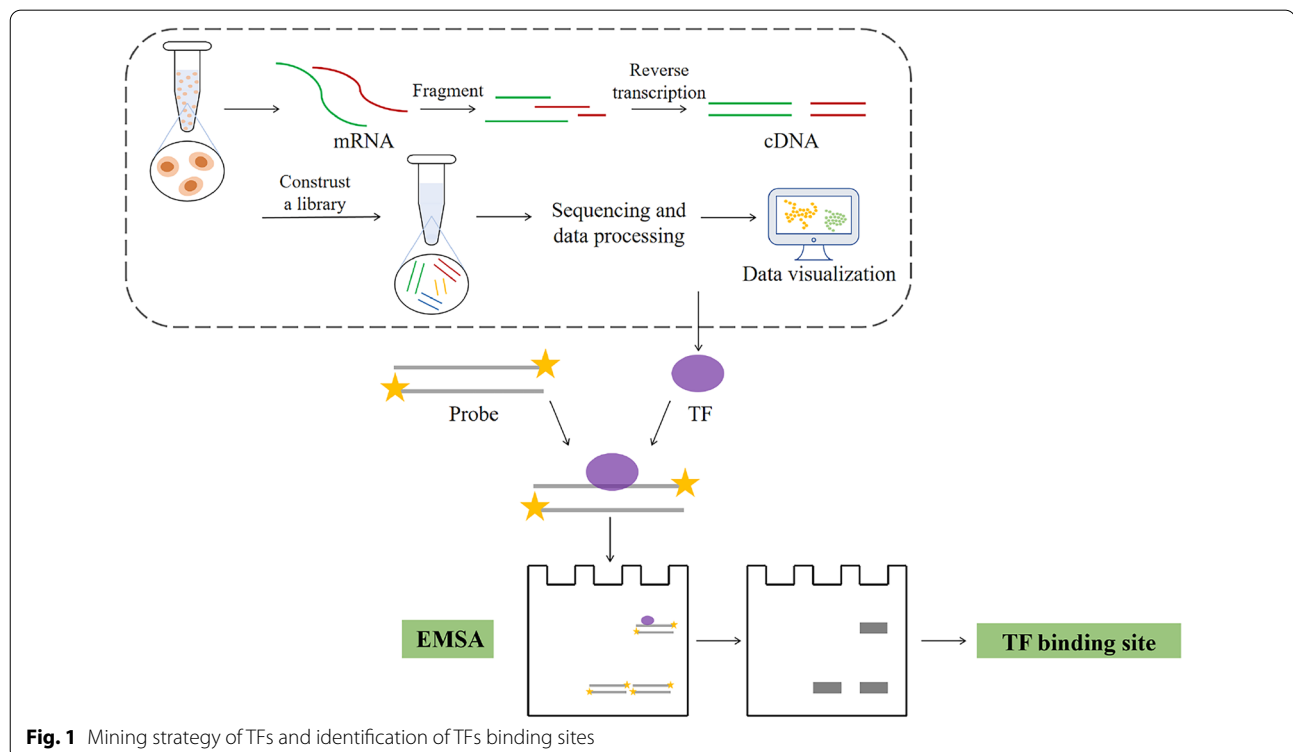 Fragment
Reverse
transcription
mRNA
cDNA
Construst
a library
Sequencing and
data processing
Data visualization
Probe
TF
EMSA
TF binding site
Fig. 1 Mining strategy of TFs and identification of TFs binding sites